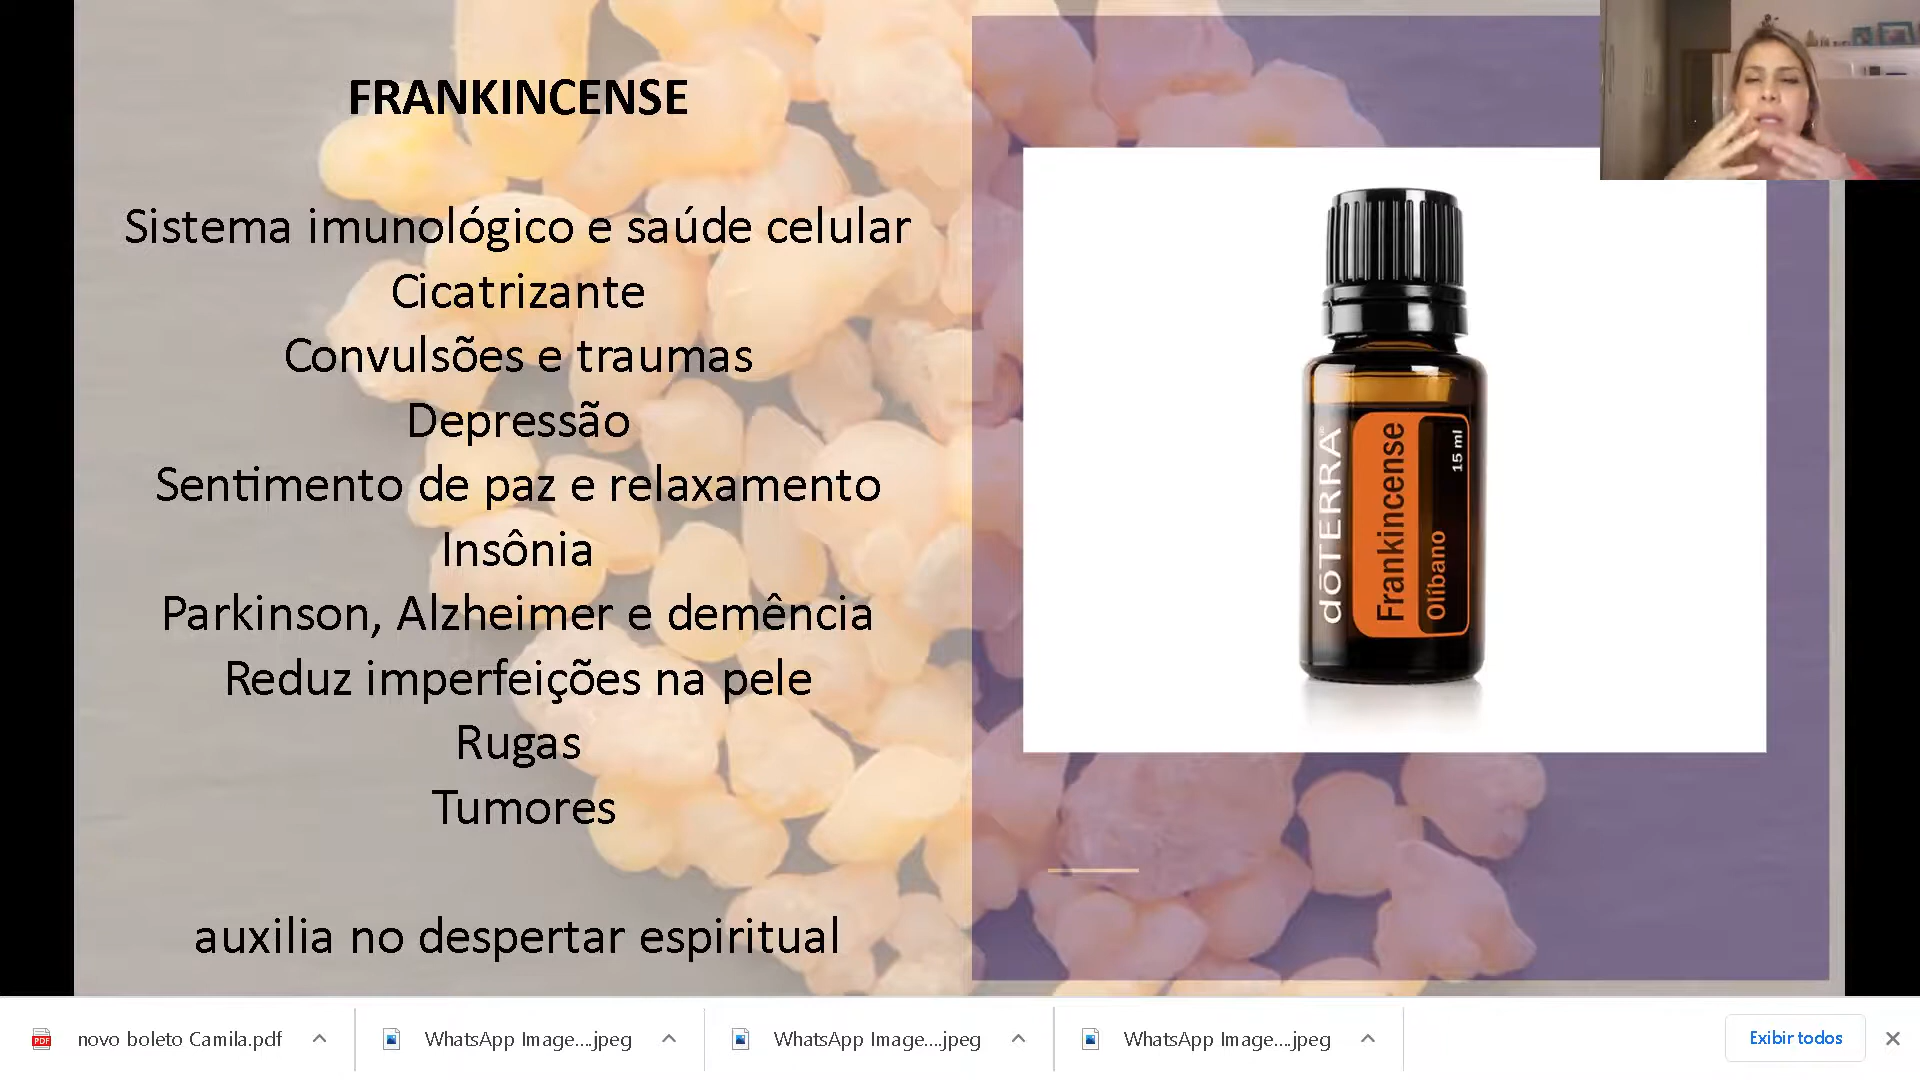 FRANKINCENSE
Sistema imunológico e saúde celular
Cicatrizante
Convulsões e traumas
Depressão
Sentimento de paz e relaxamento
Insônia
Parkinson, Alzheimer e demência
Reduz imperfeições na pele
Rugas
Tumores
auxilia no despertar espiritual
dōTERRA
Frankincense
Olíbano
15 ml
novo boleto Camila.pdf
WhatsApp Image....jpeg
WhatsApp Image....jpeg
WhatsApp Image....jpeg
Exibir todos